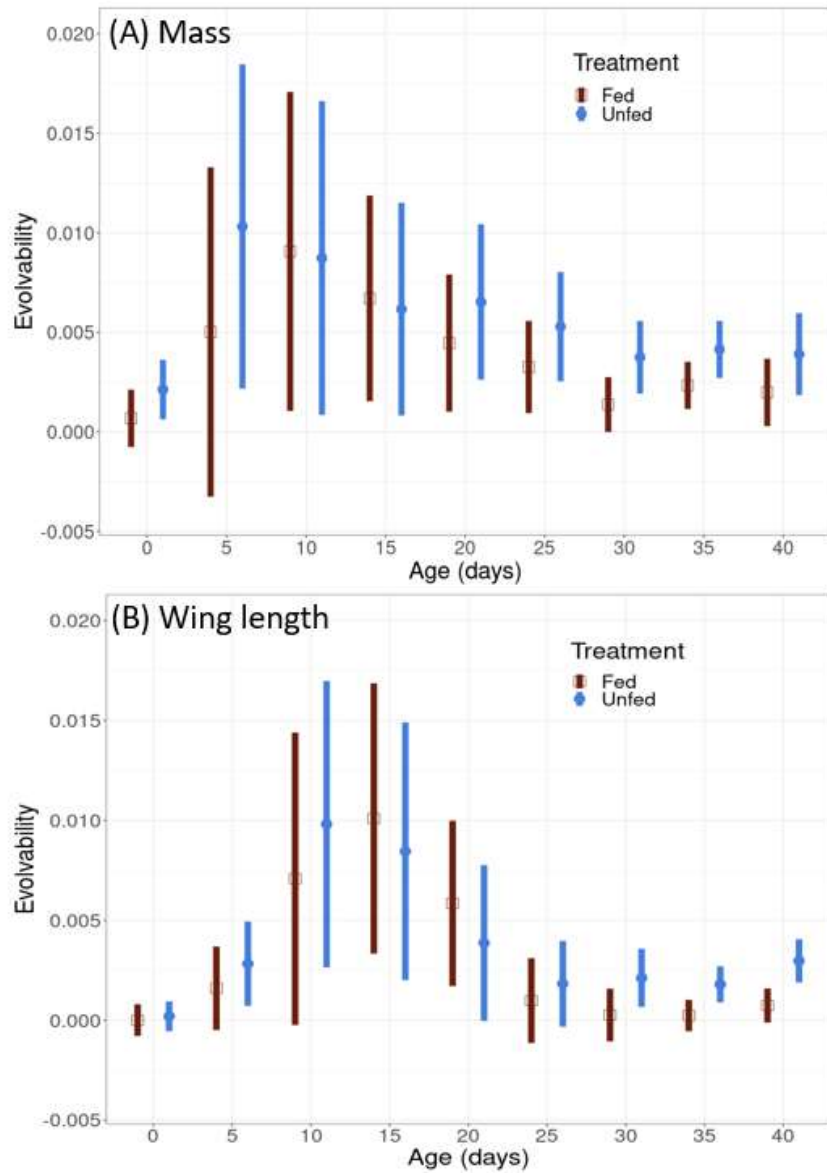 (A) Mass
Treatment
Fed
Unfed
Evolvability
0.020
0.015
0.010
0.005
0.000
-0.005
0 5 10 15 20 25 30 35 40
Age (days)
(B) Wing length
Treatment
Fed
Unfed
Evolvability
0.020
0.015
0.010
0.005
0.000
-0.005
0 5 10 15 20 25 30 35 40
Age (days)